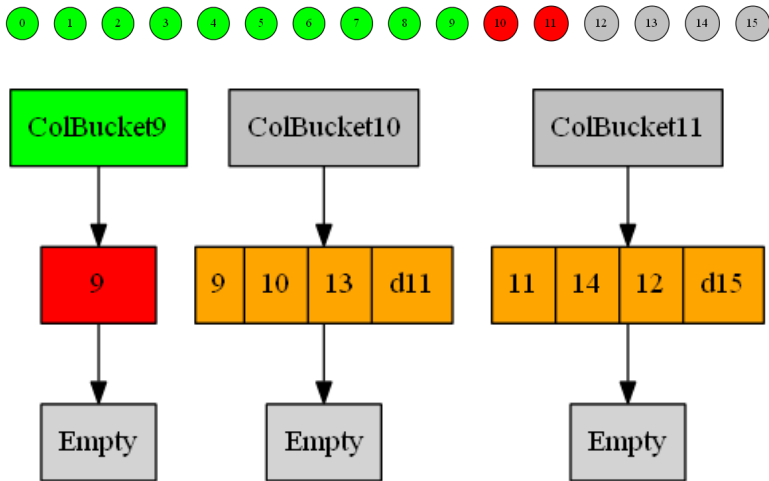 0 1 2 3 4 5 6 7 8 9 10 11 12 13 14 15
ColBucket9 ColBucket10 ColBucket11
9 9 10 13 d11 11 14 12 d15
Empty Empty Empty